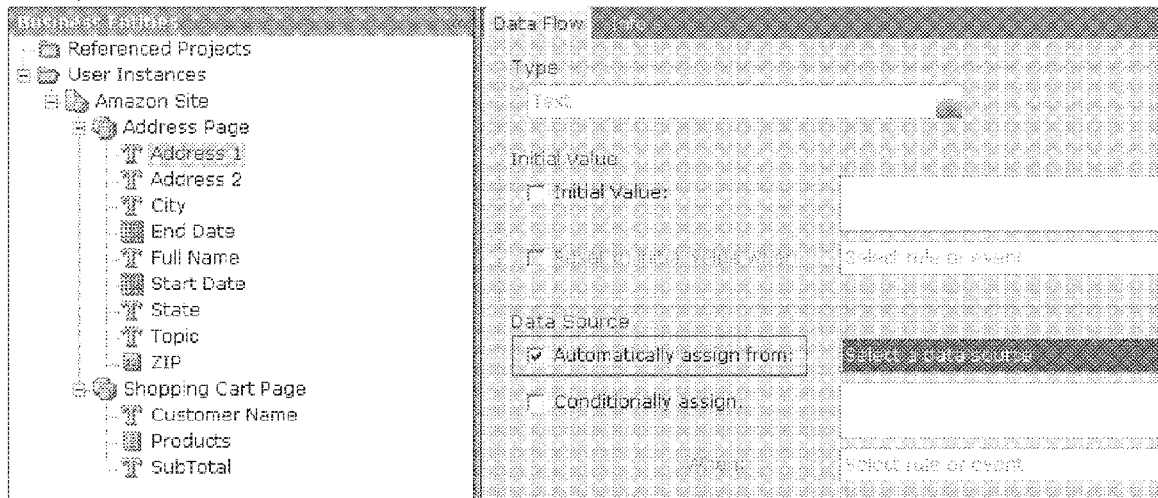 Business Entities
Referenced Projects
User Instances
Amazon Site
Address Page
Address 1
Address 2
City
End Date
Full Name
Start Date
State
Topic
ZIP
Shopping Cart Page
Customer Name
Products
SubTotal
Data Flow Info
Type
Text
Initial Value
Initial Value:
Select rule or event
Data Source
Automatically assign from: Select a data source
Conditionally assign:
When: Select rule or event